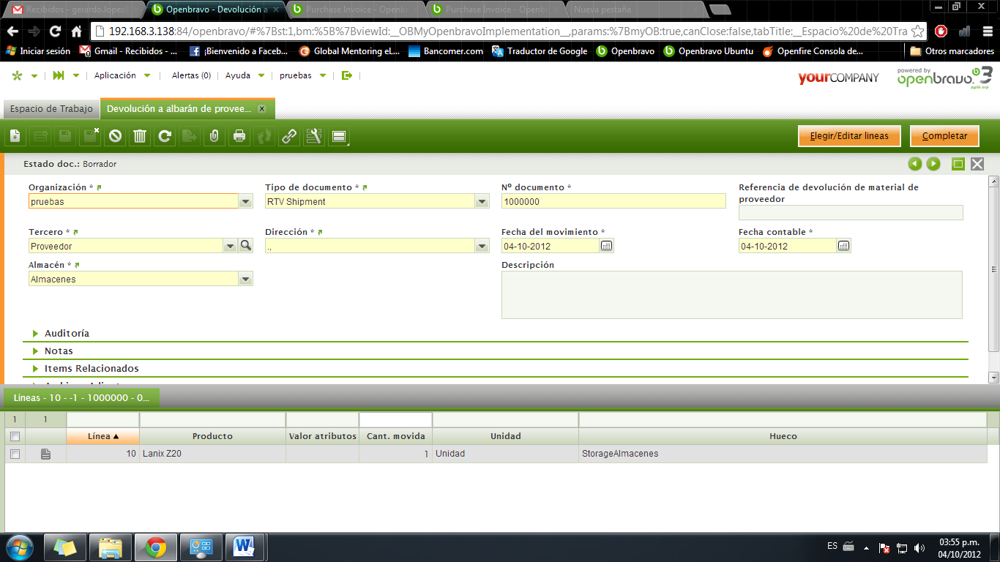 Recibidos - gerardo.lopez
Openbravo - Devolución a
Purchase Invoice - Openb
Purchase Invoice - Openb
Nueva pestaña
192.168.3.138:84/openbravo/#%7Bst:1,bm:%5B%7BviewId:__OBMyOpenbravoImplementation__,params:%7BmyOB:true,canClose:false,tabTitle:__Espacio%20de%20Tra
Iniciar sesión
Gmail - Recibidos - ...
¡Bienvenido a Faceb...
Global Mentoring eL...
Bancomer.com
Traductor de Google
Openbravo
Openbravo Ubuntu
Openfire Consola de...
Otros marcadores
Aplicación
Alertas (0)
Ayuda
pruebas
yourCOMPANY
powered by
openbravo 3
agile erp
Espacio de Trabajo
Devolución a albarán de provee...
Elegir/Editar lineas
Completar
Estado doc.: Borrador
Organización *
Tipo de documento *
Nº documento *
Referencia de devolución de material de proveedor
pruebas
RTV Shipment
1000000
Tercero *
Dirección *
Fecha del movimiento *
Fecha contable *
Proveedor
.,
04-10-2012
04-10-2012
Almacén *
Descripción
Almacenes
Auditoría
Notas
Items Relacionados
Líneas - 10 - -1 - 1000000 - 0...
1
1
Línea
Producto
Valor atributos
Cant. movida
Unidad
Hueco
10
Lanix Z20
1
Unidad
StorageAlmacenes
ES
03:55 p.m.
04/10/2012